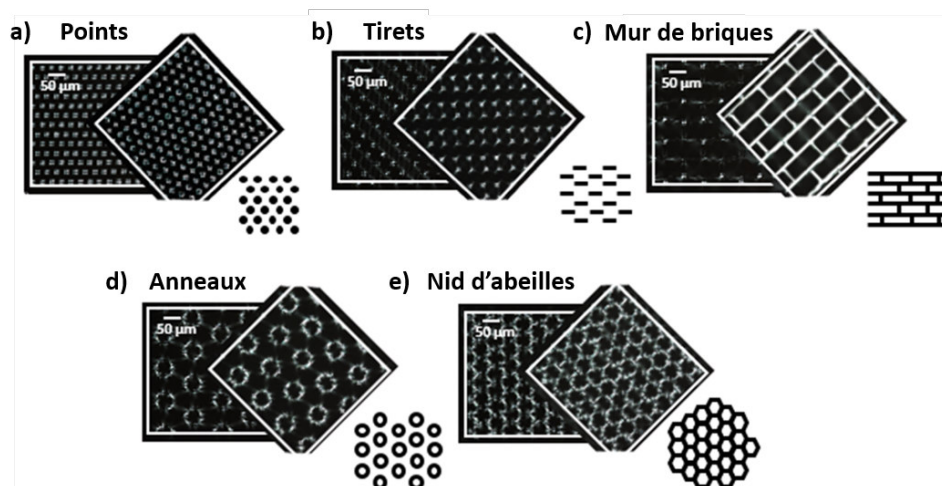 a) Points
50 µm
b) Tirets
50 µm
c) Mur de briques
50 µm
d) Anneaux
50 µm
e) Nid d'abeilles
50 µm